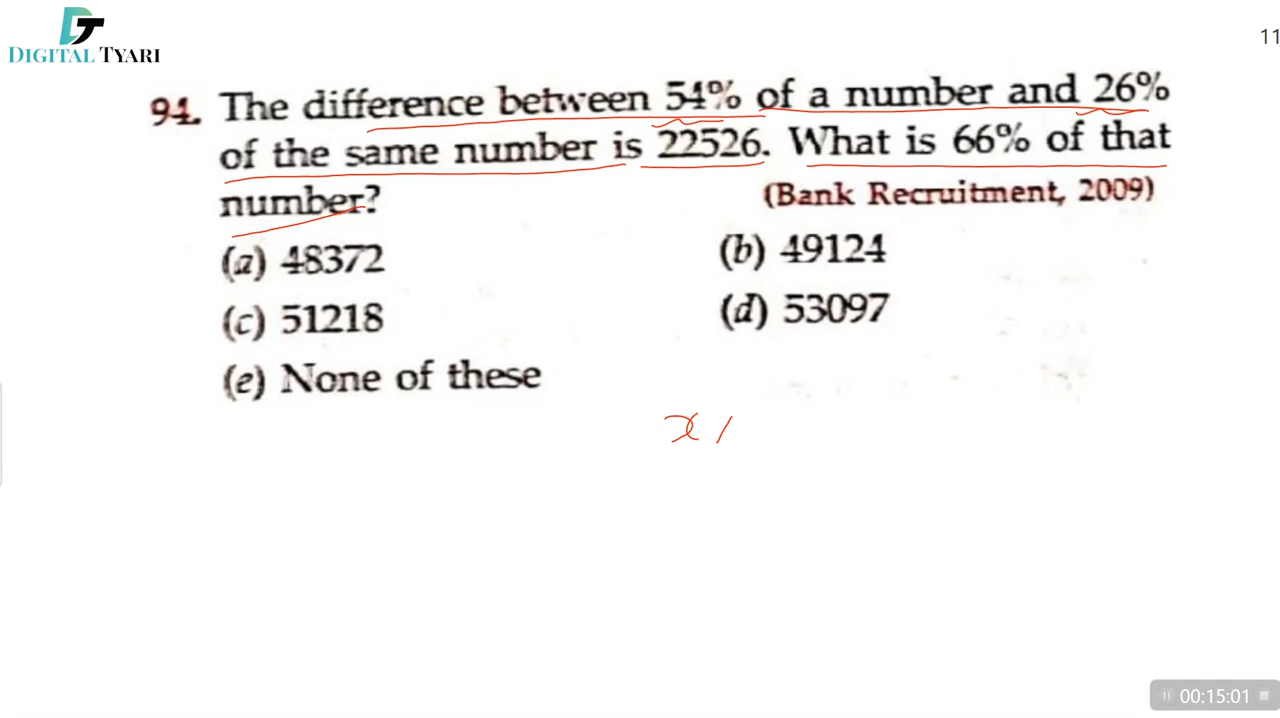 DIGITAL TYARI
11
94. The difference between 54% of a number and 26%
of the same number is 22526. What is 66% of that
number? (Bank Recruitment, 2009)
(a) 48372 (b) 49124
(c) 51218 (d) 53097
(e) None of these
x
00:15:01